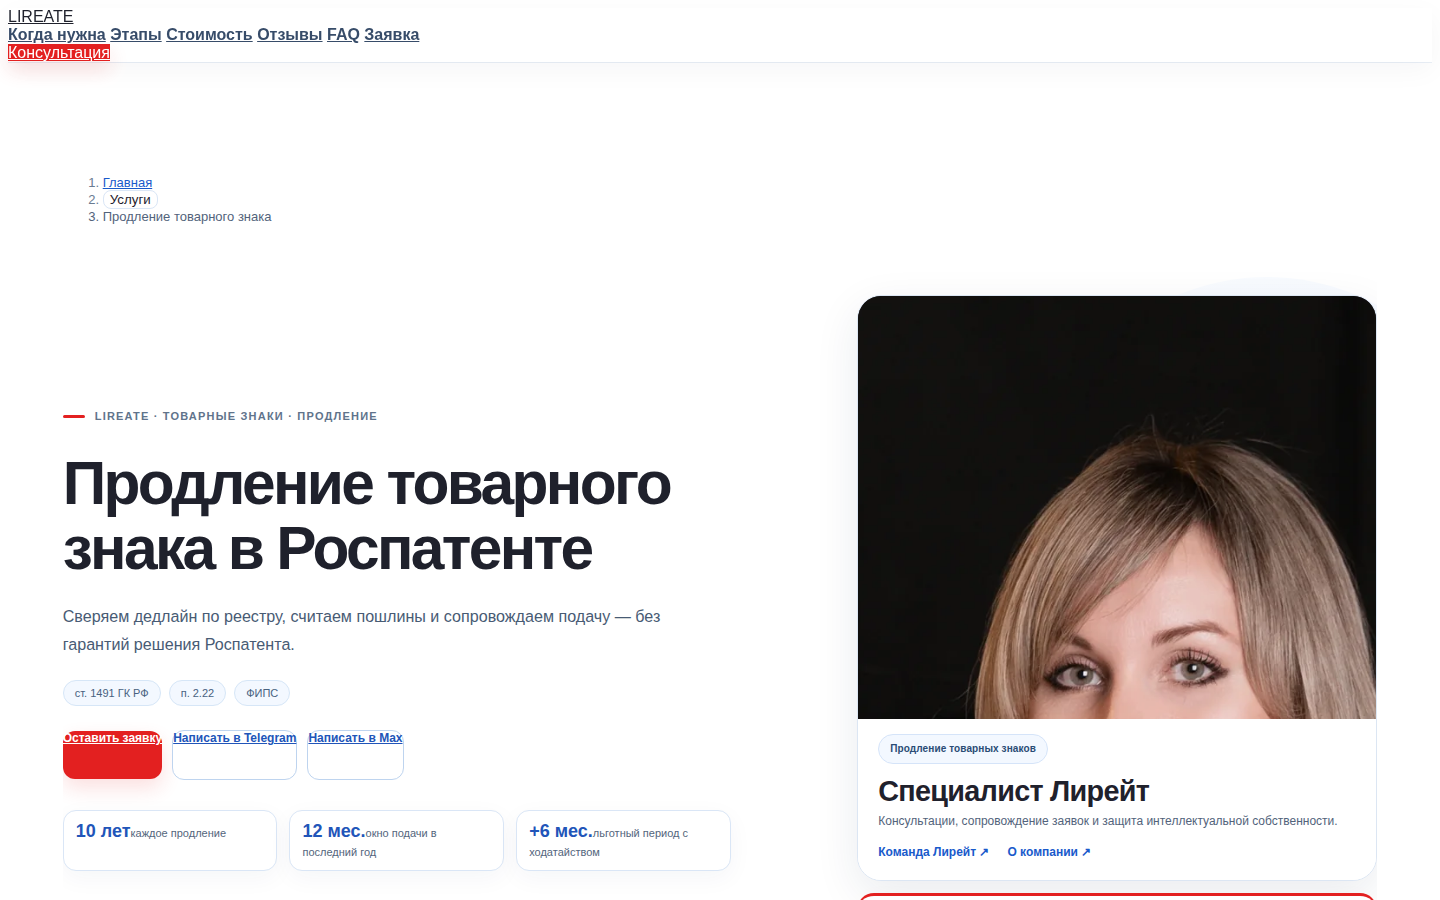 LIREATE
Когда нужна Этапы Стоимость Отзывы FAQ Заявка
Консультация
1. Главная
2. Услуги
3. Продление товарного знака
LIREATE · ТОВАРНЫЕ ЗНАКИ · ПРОДЛЕНИЕ
Продление товарного
знака в Роспатенте
Сверяем дедлайн по реестру, считаем пошлины и сопровождаем подачу — без
гарантий решения Роспатента.
ст. 1491 ГК РФ п. 2.22 ФИПС
Оставить заявку Написать в Telegram Написать в Max
10 лет каждое продление
12 мес. окно подачи в
последний год
+6 мес. льготный период с
ходатайством
Продление товарных знаков
Специалист Лирейт
Консультации, сопровождение заявок и защита интеллектуальной собственности.
Команда Лирейт ↗ О компании ↗